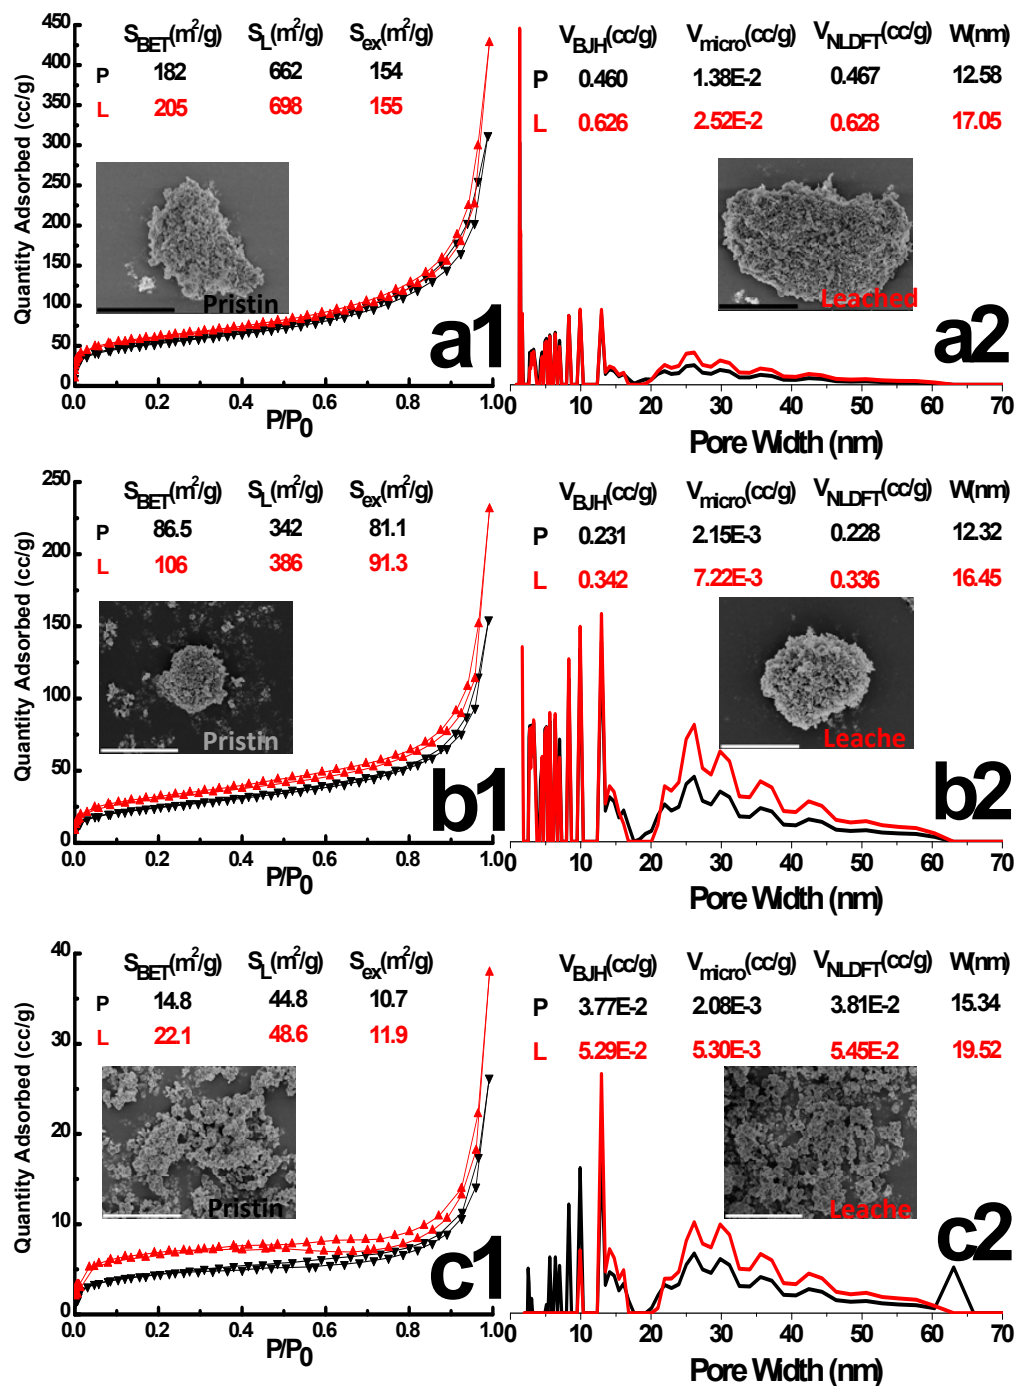 S_BET(m²/g) S_L(m²/g) S_ex(m²/g)
P 182 662 154
L 205 698 155
Quantity Adsorbed (cc/g)
450
400
350
300
250
200
150
100
50
0
Pristin
a1
0.0 0.2 0.4 0.6 0.8 1.0
P/P₀
V_BJH(cc/g) V_micro(cc/g) V_NLDFT(cc/g) W(nm)
P 0.460 1.38E-2 0.467 12.58
L 0.626 2.52E-2 0.628 17.05
Leached
a2
0 10 20 30 40 50 60 70
Pore Width (nm)
S_BET(m²/g) S_L(m²/g) S_ex(m²/g)
P 86.5 342 81.1
L 106 386 91.3
Quantity Adsorbed (cc/g)
250
200
150
100
50
0
Pristin
b1
0.0 0.2 0.4 0.6 0.8 1.0
P/P₀
V_BJH(cc/g) V_micro(cc/g) V_NLDFT(cc/g) W(nm)
P 0.231 2.15E-3 0.228 12.32
L 0.342 7.22E-3 0.336 16.45
Leache
b2
0 10 20 30 40 50 60 70
Pore Width (nm)
S_BET(m²/g) S_L(m²/g) S_ex(m²/g)
P 14.8 44.8 10.7
L 22.1 48.6 11.9
Quantity Adsorbed (cc/g)
40
30
20
10
0
Pristin
c1
0.0 0.2 0.4 0.6 0.8 1.0
P/P₀
V_BJH(cc/g) V_micro(cc/g) V_NLDFT(cc/g) W(nm)
P 3.77E-2 2.08E-3 3.81E-2 15.34
L 5.29E-2 5.30E-3 5.45E-2 19.52
Leache
c2
0 10 20 30 40 50 60 70
Pore Width (nm)